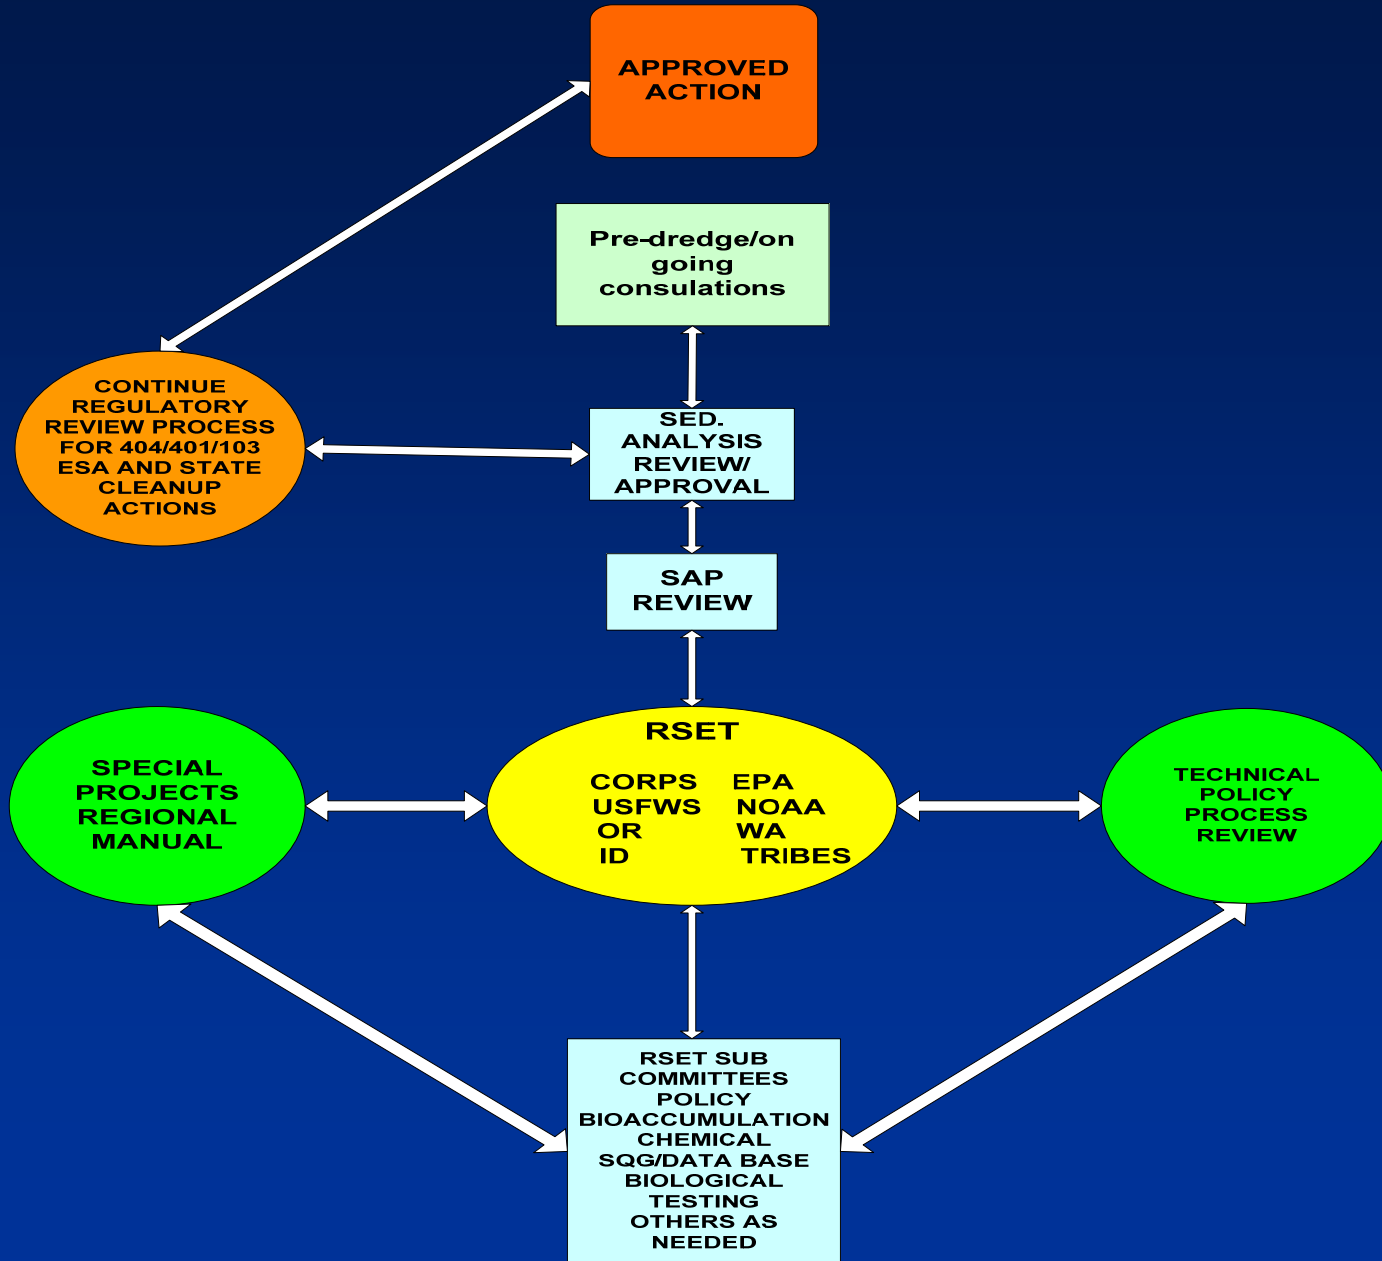 APPROVED
ACTION
Pre-dredge/on
going
consulations
CONTINUE
REGULATORY
REVIEW PROCESS
FOR 404/401/103
ESA AND STATE
CLEANUP
ACTIONS
SED.
ANALYSIS
REVIEW/
APPROVAL
SAP
REVIEW
SPECIAL
PROJECTS
REGIONAL
MANUAL
RSET
CORPS EPA
USFWS NOAA
OR WA
ID TRIBES
TECHNICAL
POLICY
PROCESS
REVIEW
RSET SUB
COMMITTEES
POLICY
BIOACCUMULATION
CHEMICAL
SQG/DATA BASE
BIOLOGICAL
TESTING
OTHERS AS
NEEDED